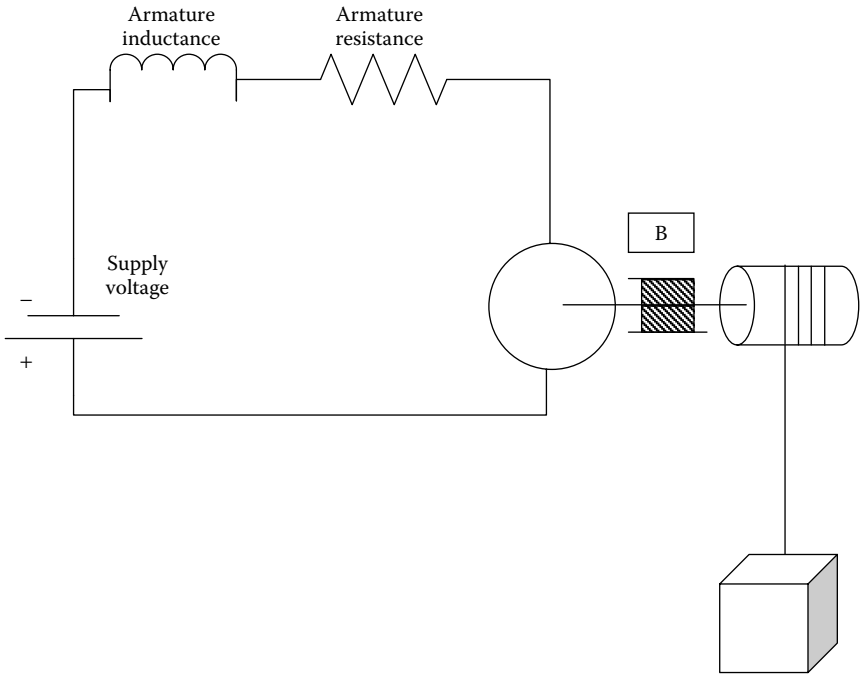 Armature
inductance
Armature
resistance
B
Supply
voltage
−
+